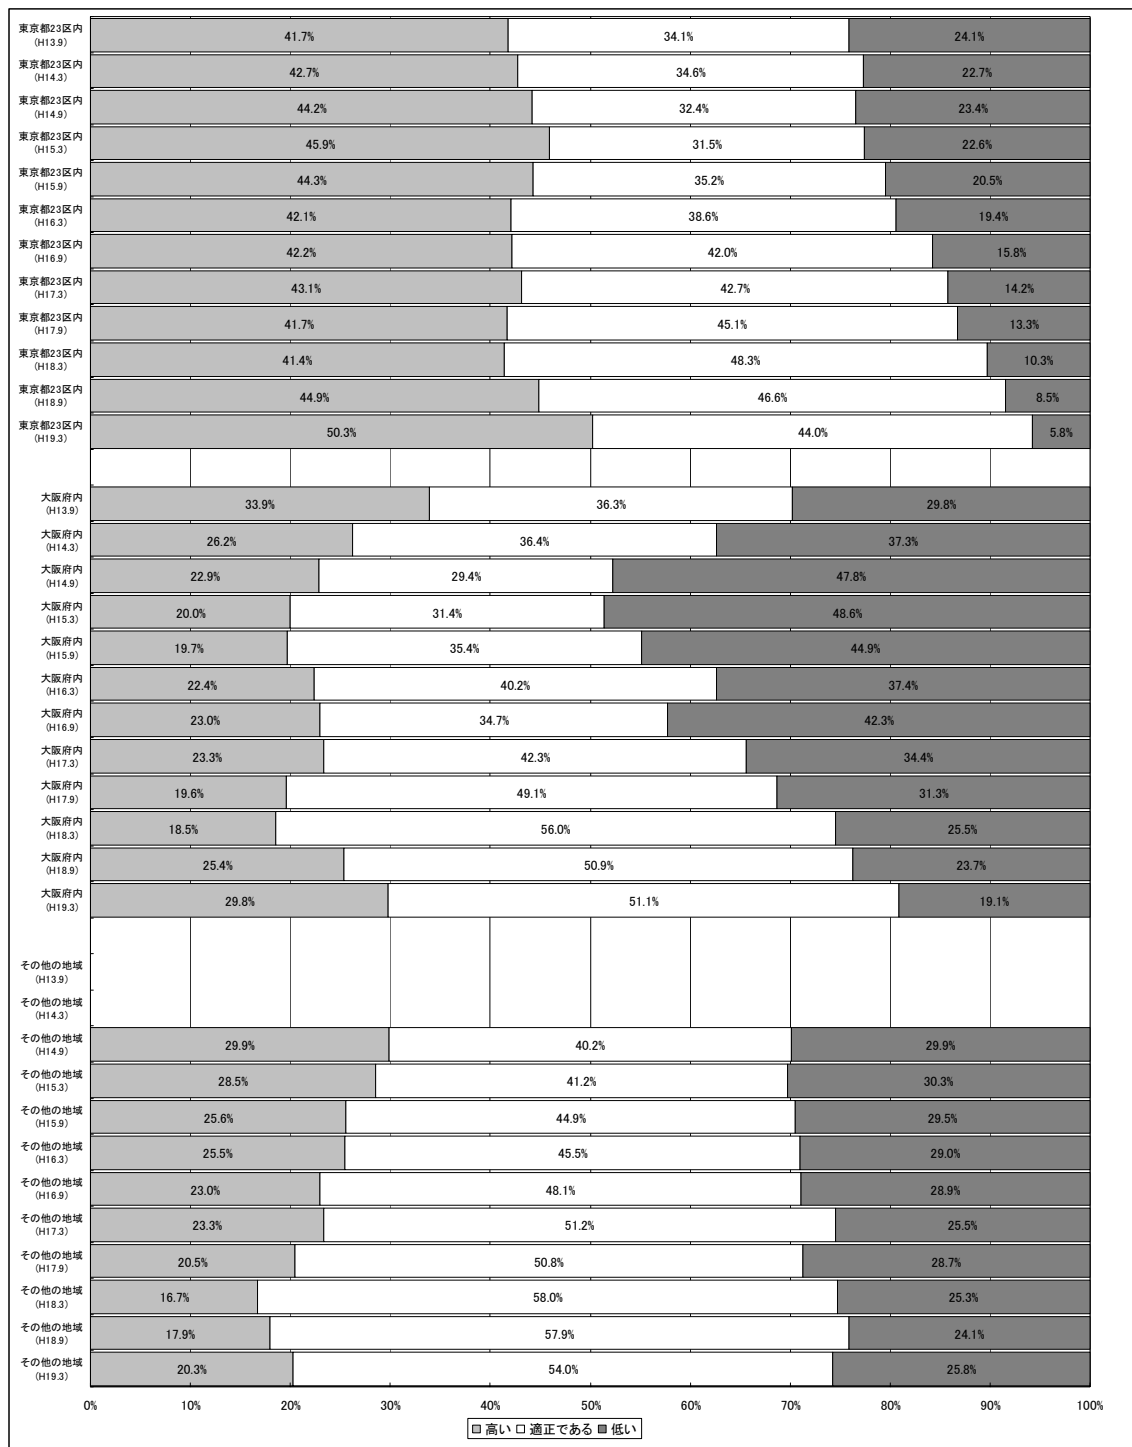 東京都23区内
(H13.9)
41.7% 34.1% 24.1%
東京都23区内
(H14.3)
42.7% 34.6% 22.7%
東京都23区内
(H14.9)
44.2% 32.4% 23.4%
東京都23区内
(H15.3)
45.9% 31.5% 22.6%
東京都23区内
(H15.9)
44.3% 35.2% 20.5%
東京都23区内
(H16.3)
42.1% 38.6% 19.4%
東京都23区内
(H16.9)
42.2% 42.0% 15.8%
東京都23区内
(H17.3)
43.1% 42.7% 14.2%
東京都23区内
(H17.9)
41.7% 45.1% 13.3%
東京都23区内
(H18.3)
41.4% 48.3% 10.3%
東京都23区内
(H18.9)
44.9% 46.6% 8.5%
東京都23区内
(H19.3)
50.3% 44.0% 5.8%
大阪府内
(H13.9)
33.9% 36.3% 29.8%
大阪府内
(H14.3)
26.2% 36.4% 37.3%
大阪府内
(H14.9)
22.9% 29.4% 47.8%
大阪府内
(H15.3)
20.0% 31.4% 48.6%
大阪府内
(H15.9)
19.7% 35.4% 44.9%
大阪府内
(H16.3)
22.4% 40.2% 37.4%
大阪府内
(H16.9)
23.0% 34.7% 42.3%
大阪府内
(H17.3)
23.3% 42.3% 34.4%
大阪府内
(H17.9)
19.6% 49.1% 31.3%
大阪府内
(H18.3)
18.5% 56.0% 25.5%
大阪府内
(H18.9)
25.4% 50.9% 23.7%
大阪府内
(H19.3)
29.8% 51.1% 19.1%
その他の地域
(H13.9)
その他の地域
(H14.3)
その他の地域
(H14.9)
29.9% 40.2% 29.9%
その他の地域
(H15.3)
28.5% 41.2% 30.3%
その他の地域
(H15.9)
25.6% 44.9% 29.5%
その他の地域
(H16.3)
25.5% 45.5% 29.0%
その他の地域
(H16.9)
23.0% 48.1% 28.9%
その他の地域
(H17.3)
23.3% 51.2% 25.5%
その他の地域
(H17.9)
20.5% 50.8% 28.7%
その他の地域
(H18.3)
16.7% 58.0% 25.3%
その他の地域
(H18.9)
17.9% 57.9% 24.1%
その他の地域
(H19.3)
20.3% 54.0% 25.8%
0% 10% 20% 30% 40% 50% 60% 70% 80% 90% 100%
高い 適正である 低い